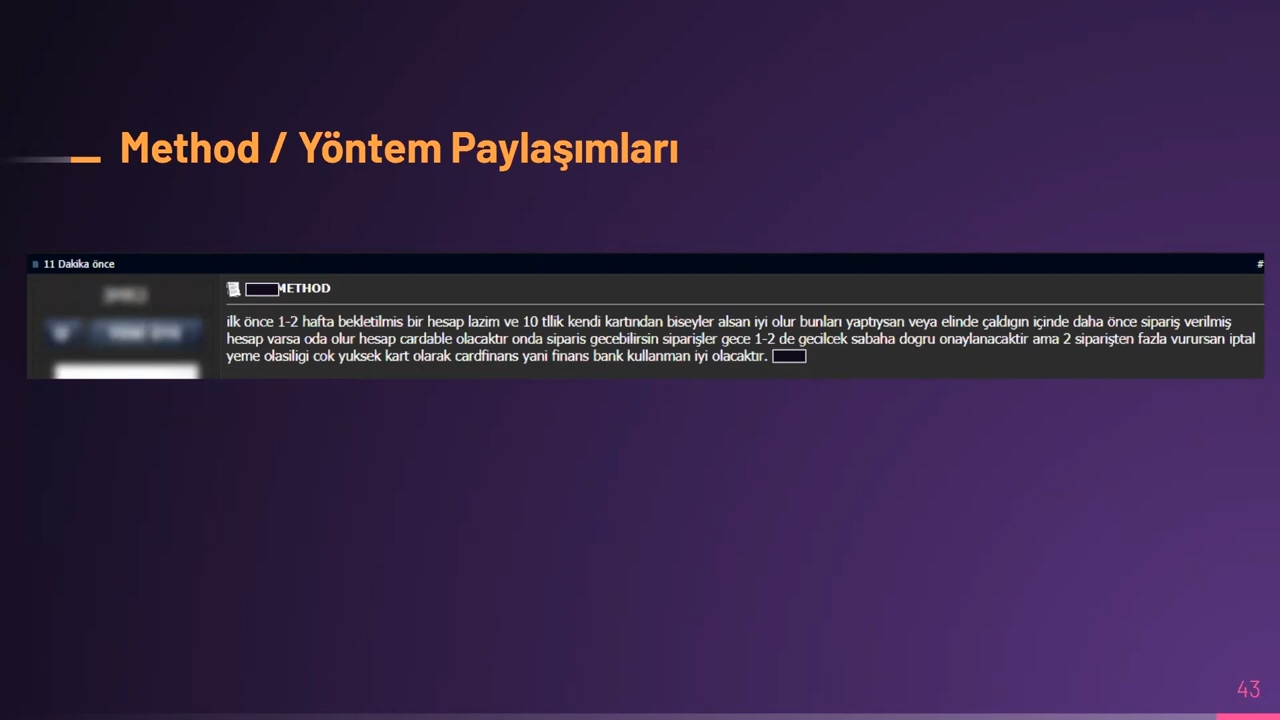 Method / Yöntem Paylaşımları
11 Dakika önce
#
METHOD
ilk önce 1-2 hafta bekletilmis bir hesap lazim ve 10 tllik kendi kartından biseyler alsan iyi olur bunları yaptıysan veya elinde çaldıgın içinde daha önce sipariş verilmiş
hesap varsa oda olur hesap cardable olacaktır onda siparis gecebilirsin siparişler gece 1-2 de gecilcek sabaha dogru onaylanacaktir ama 2 siparişten fazla vurursan iptal
yeme olasiligi cok yuksek kart olarak cardfinans yani finans bank kullanman iyi olacaktır.
43